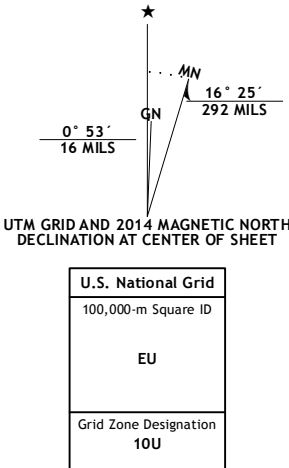 ★
MN
GN
16° 25´
292 MILS
0° 53´
16 MILS
UTM GRID AND 2014 MAGNETIC NORTH
DECLINATION AT CENTER OF SHEET
U.S. National Grid
100,000-m Square ID
EU
Grid Zone Designation
10U